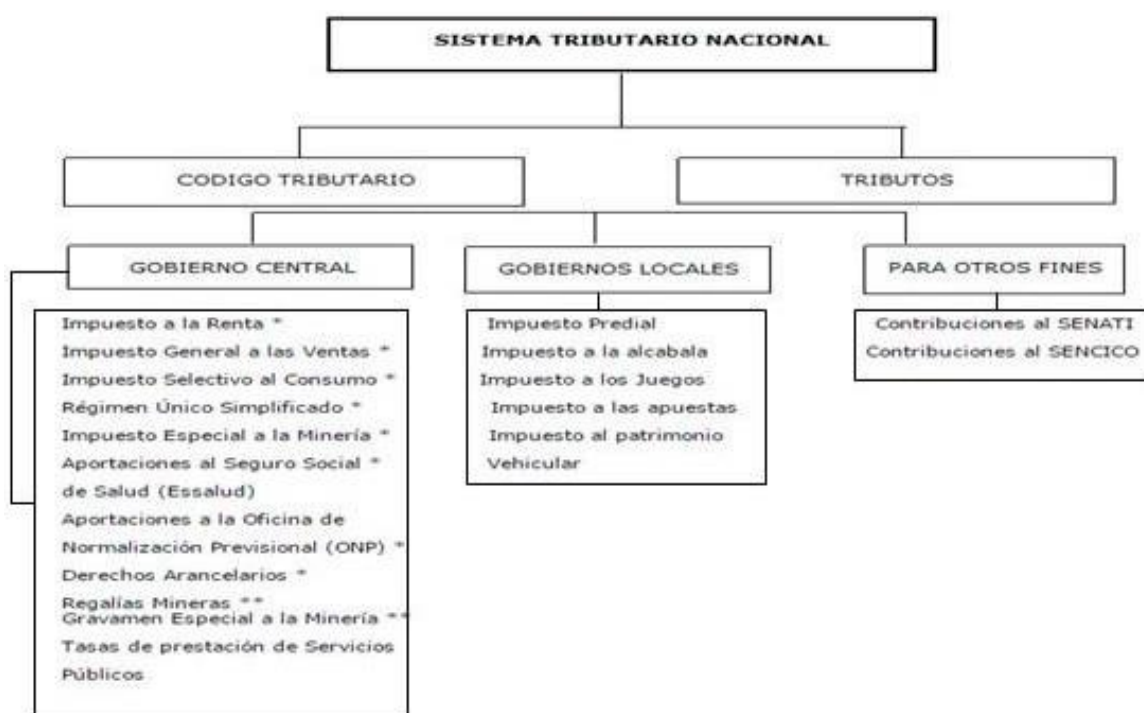 SISTEMA TRIBUTARIO NACIONAL
CODIGO TRIBUTARIO
TRIBUTOS
GOBIERNO CENTRAL
GOBIERNOS LOCALES
PARA OTROS FINES
Impuesto a la Renta *
Impuesto General a las Ventas *
Impuesto Selectivo al Consumo *
Régimen Único Simplificado *
Impuesto Especial a la Minería *
Aportaciones al Seguro Social *
de Salud (Essalud)
Aportaciones a la Oficina de
Normalización Previsional (ONP) *
Derechos Arancelarios *
Regalías Mineras **
Gravamen Especial a la Minería **
Tasas de prestación de Servicios
Públicos
Impuesto Predial
Impuesto a la alcabala
Impuesto a los Juegos
Impuesto a las apuestas
Impuesto al patrimonio
Vehicular
Contribuciones al SENATI
Contribuciones al SENCICO